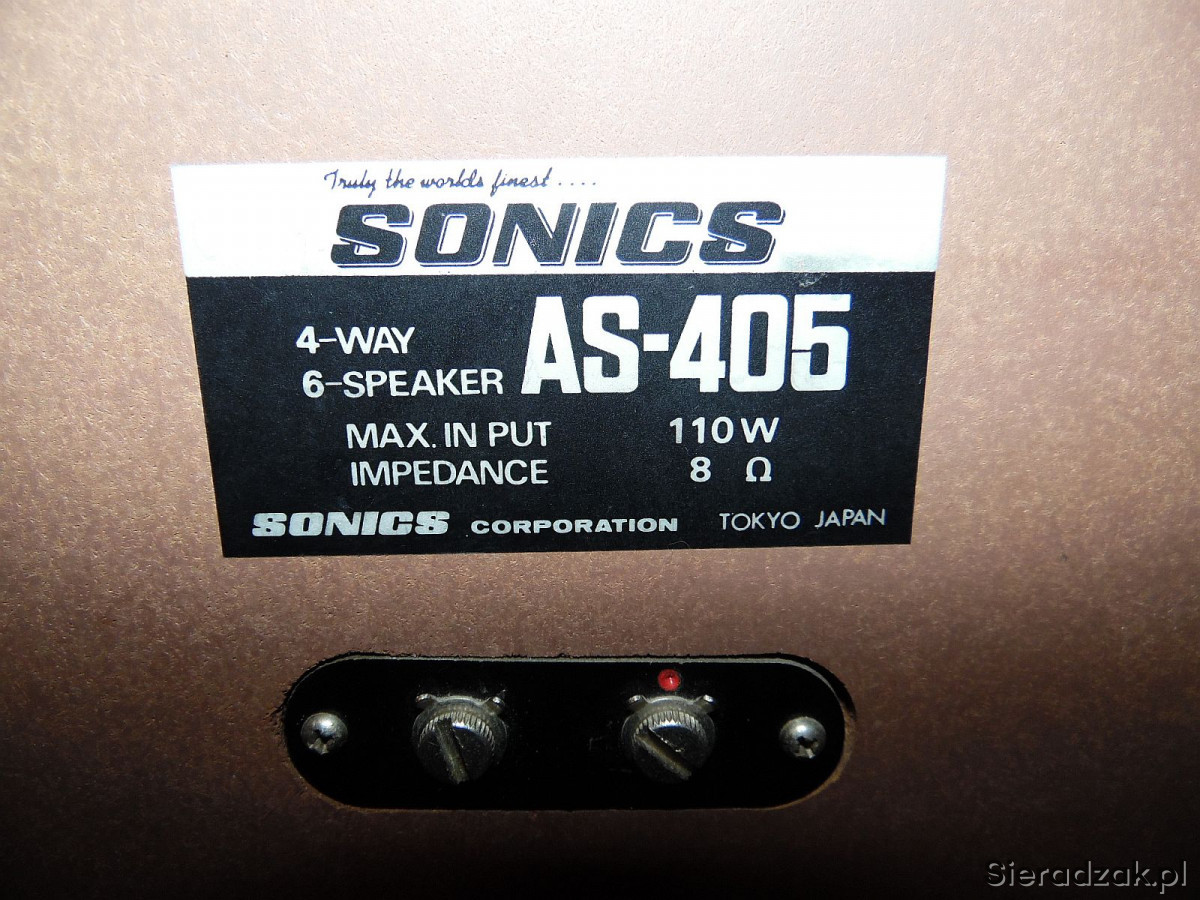 Truly the worlds finest ....
SONICS
4-WAY
6-SPEAKER
AS-405
MAX. IN PUT 110 W
IMPEDANCE 8 Ω
SONICS CORPORATION TOKYO JAPAN
Sieradzak.pl